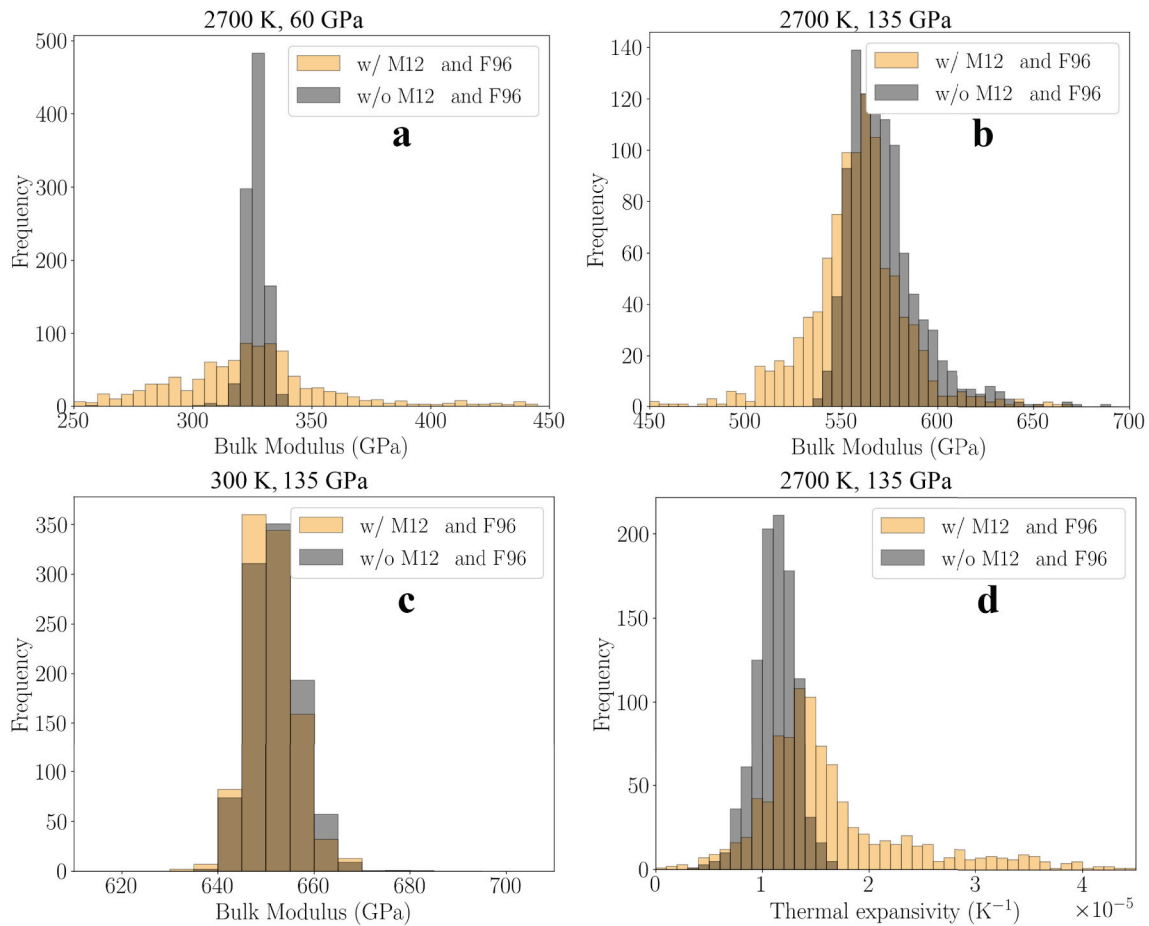 2700 K, 60 GPa
500
400
300
200
100
0
Frequency
w/ M12 and F96
w/o M12 and F96
a
250 300 350 400 450
Bulk Modulus (GPa)
2700 K, 135 GPa
140
120
100
80
60
40
20
0
Frequency
w/ M12 and F96
w/o M12 and F96
b
450 500 550 600 650 700
Bulk Modulus (GPa)
300 K, 135 GPa
350
300
250
200
150
100
50
0
Frequency
w/ M12 and F96
w/o M12 and F96
c
620 640 660 680 700
Bulk Modulus (GPa)
2700 K, 135 GPa
200
150
100
50
0
Frequency
w/ M12 and F96
w/o M12 and F96
d
0 1 2 3 4
Thermal expansivity (K⁻¹) ×10⁻⁵